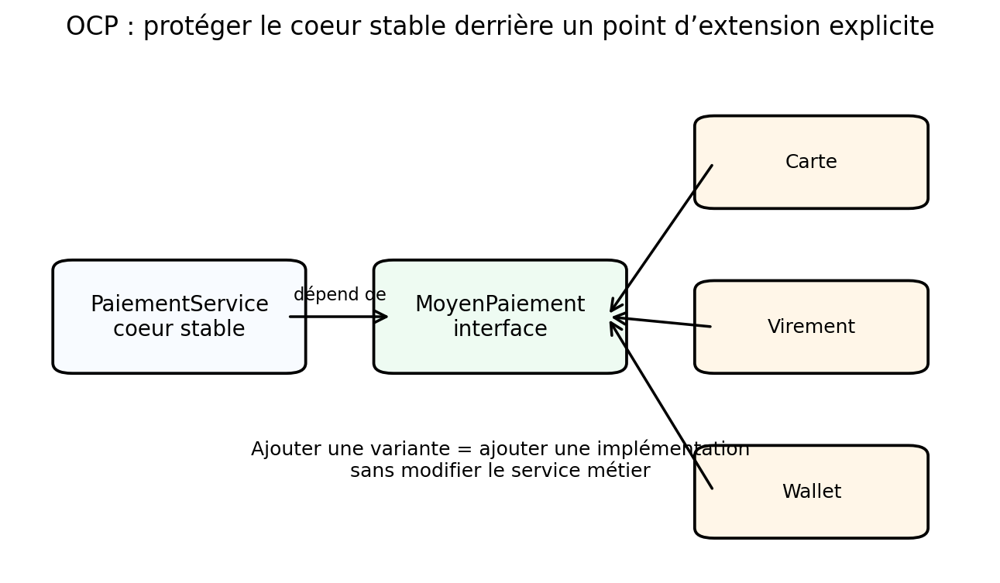 OCP : protéger le coeur stable derrière un point d’extension explicite
Carte
PaiementService
coeur stable
dépend de
MoyenPaiement
interface
Virement
Ajouter une variante = ajouter une implémentation
sans modifier le service métier
Wallet